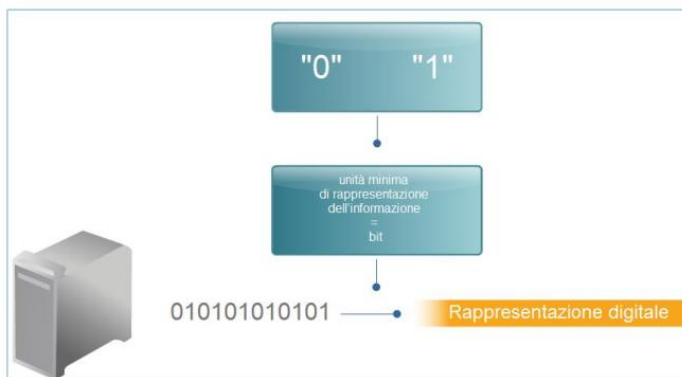 "0" "1"
unità minima
di rappresentazione
dell'informazione
=
bit
010101010101
Rappresentazione digitale